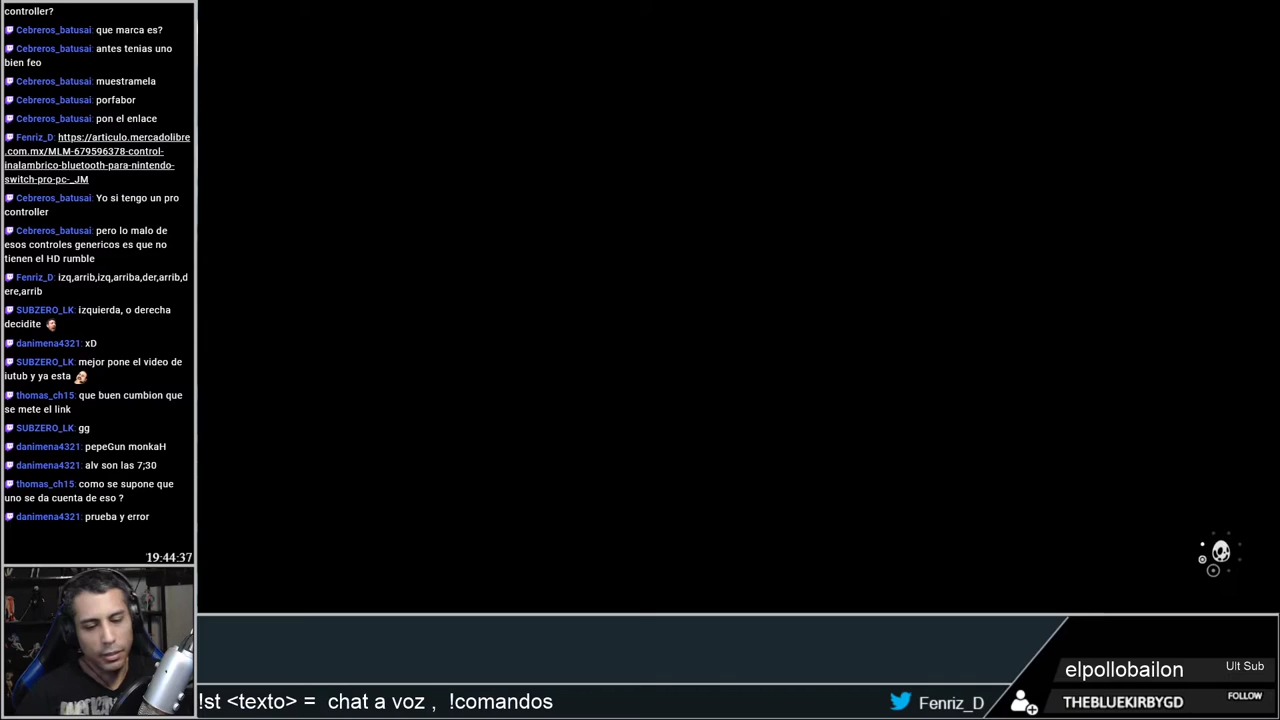 controller?
Cebreros_batusai: que marca es?
Cebreros_batusai: antes tenias uno
bien feo
Cebreros_batusai: muestramela
Cebreros_batusai: porfabor
Cebreros_batusai: pon el enlace
Fenriz_D: https://articulo.mercadolibre
.com.mx/MLM-679596378-control-
inalambrico-bluetooth-para-nintendo-
switch-pro-pc-_JM
Cebreros_batusai: Yo si tengo un pro
controller
Cebreros_batusai: pero lo malo de
esos controles genericos es que no
tienen el HD rumble
Fenriz_D: izq,arrib,izq,arriba,der,arrib,d
ere,arrib
SUBZERO_LK: izquierda, o derecha
decidite
danimena4321: xD
SUBZERO_LK: mejor pone el video de
iutub y ya esta
thomas_ch15: que buen cumbion que
se mete el link
SUBZERO_LK: gg
danimena4321: pepeGun monkaH
danimena4321: alv son las 7;30
thomas_ch15: como se supone que
uno se da cuenta de eso ?
danimena4321: prueba y error
19:44:37
elpollobailon Ult Sub
!st <texto> = chat a voz , !comandos Fenriz_D THEBLUEKIRBYGD FOLLOW